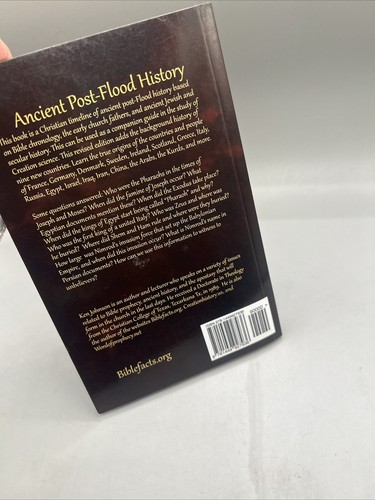 Ancient Post-Flood History
This book is a Christian timeline of ancient post-Flood history based
on Bible chronology, the early church fathers, and ancient Jewish and
secular history. This can be used as a companion guide in the study of
Creation science. This revised edition adds the background history of
nine new countries. Learn the true origins of the countries and people
of France, Germany, Denmark, Sweden, Ireland, Scotland, Greece, Italy,
Russia, Egypt, Israel, Iraq, Iran, China, the Arabs, the Kurds, and more.
Some questions answered: Who were the Pharaohs in the times of
Joseph and Moses? When did the famine of Joseph occur? What
Egyptian documents mention these? When did the Exodus take place?
When did the kings of Egypt start being called "Pharaoh" and why?
Who was the first king of a united Italy? Who was Zeus and where was
he buried? Where did Shem and Ham rule and where were they buried?
How large was Nimrod's invasion force that set up the Babylonian
Empire, and when did this invasion occur? What is Nimrod's name in
Persian documents? How can we use this information to witness to
unbelievers?
Ken Johnson is an author and lecturer who speaks on a variety of issues
related to Bible prophecy, ancient history, and the apostasy that will
form in the church in the last days. He received a Doctorate in Theology
from the Christian College of Texas, Texarkana Tx, in 1989. He is also
the author of the websites Biblefacts.org, Creationhistory.us, and
Wordofprophecy.net
Biblefacts.org